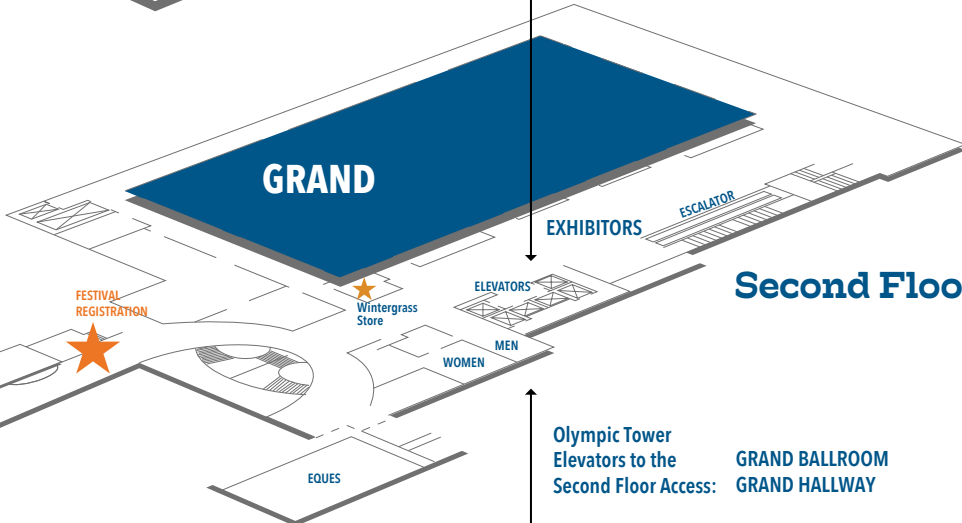 GRAND
ESCALATOR
EXHIBITORS
ELEVATORS
Second Floo
FESTIVAL
REGISTRATION
Wintergrass
Store
MEN
WOMEN
Olympic Tower
Elevators to the
Second Floor Access:
GRAND BALLROOM
GRAND HALLWAY
EQUES